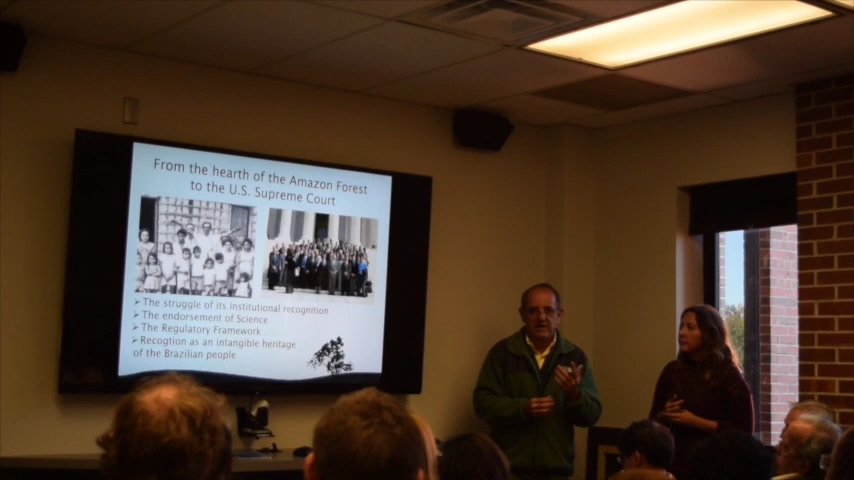 From the hearth of the Amazon Forest
to the U.S. Supreme Court
➢ The struggle of its institutional recognition
➢ The endorsement of Science
➢ The Regulatory Framework
➢ Recogtion as an intangible heritage
of the Brazilian people